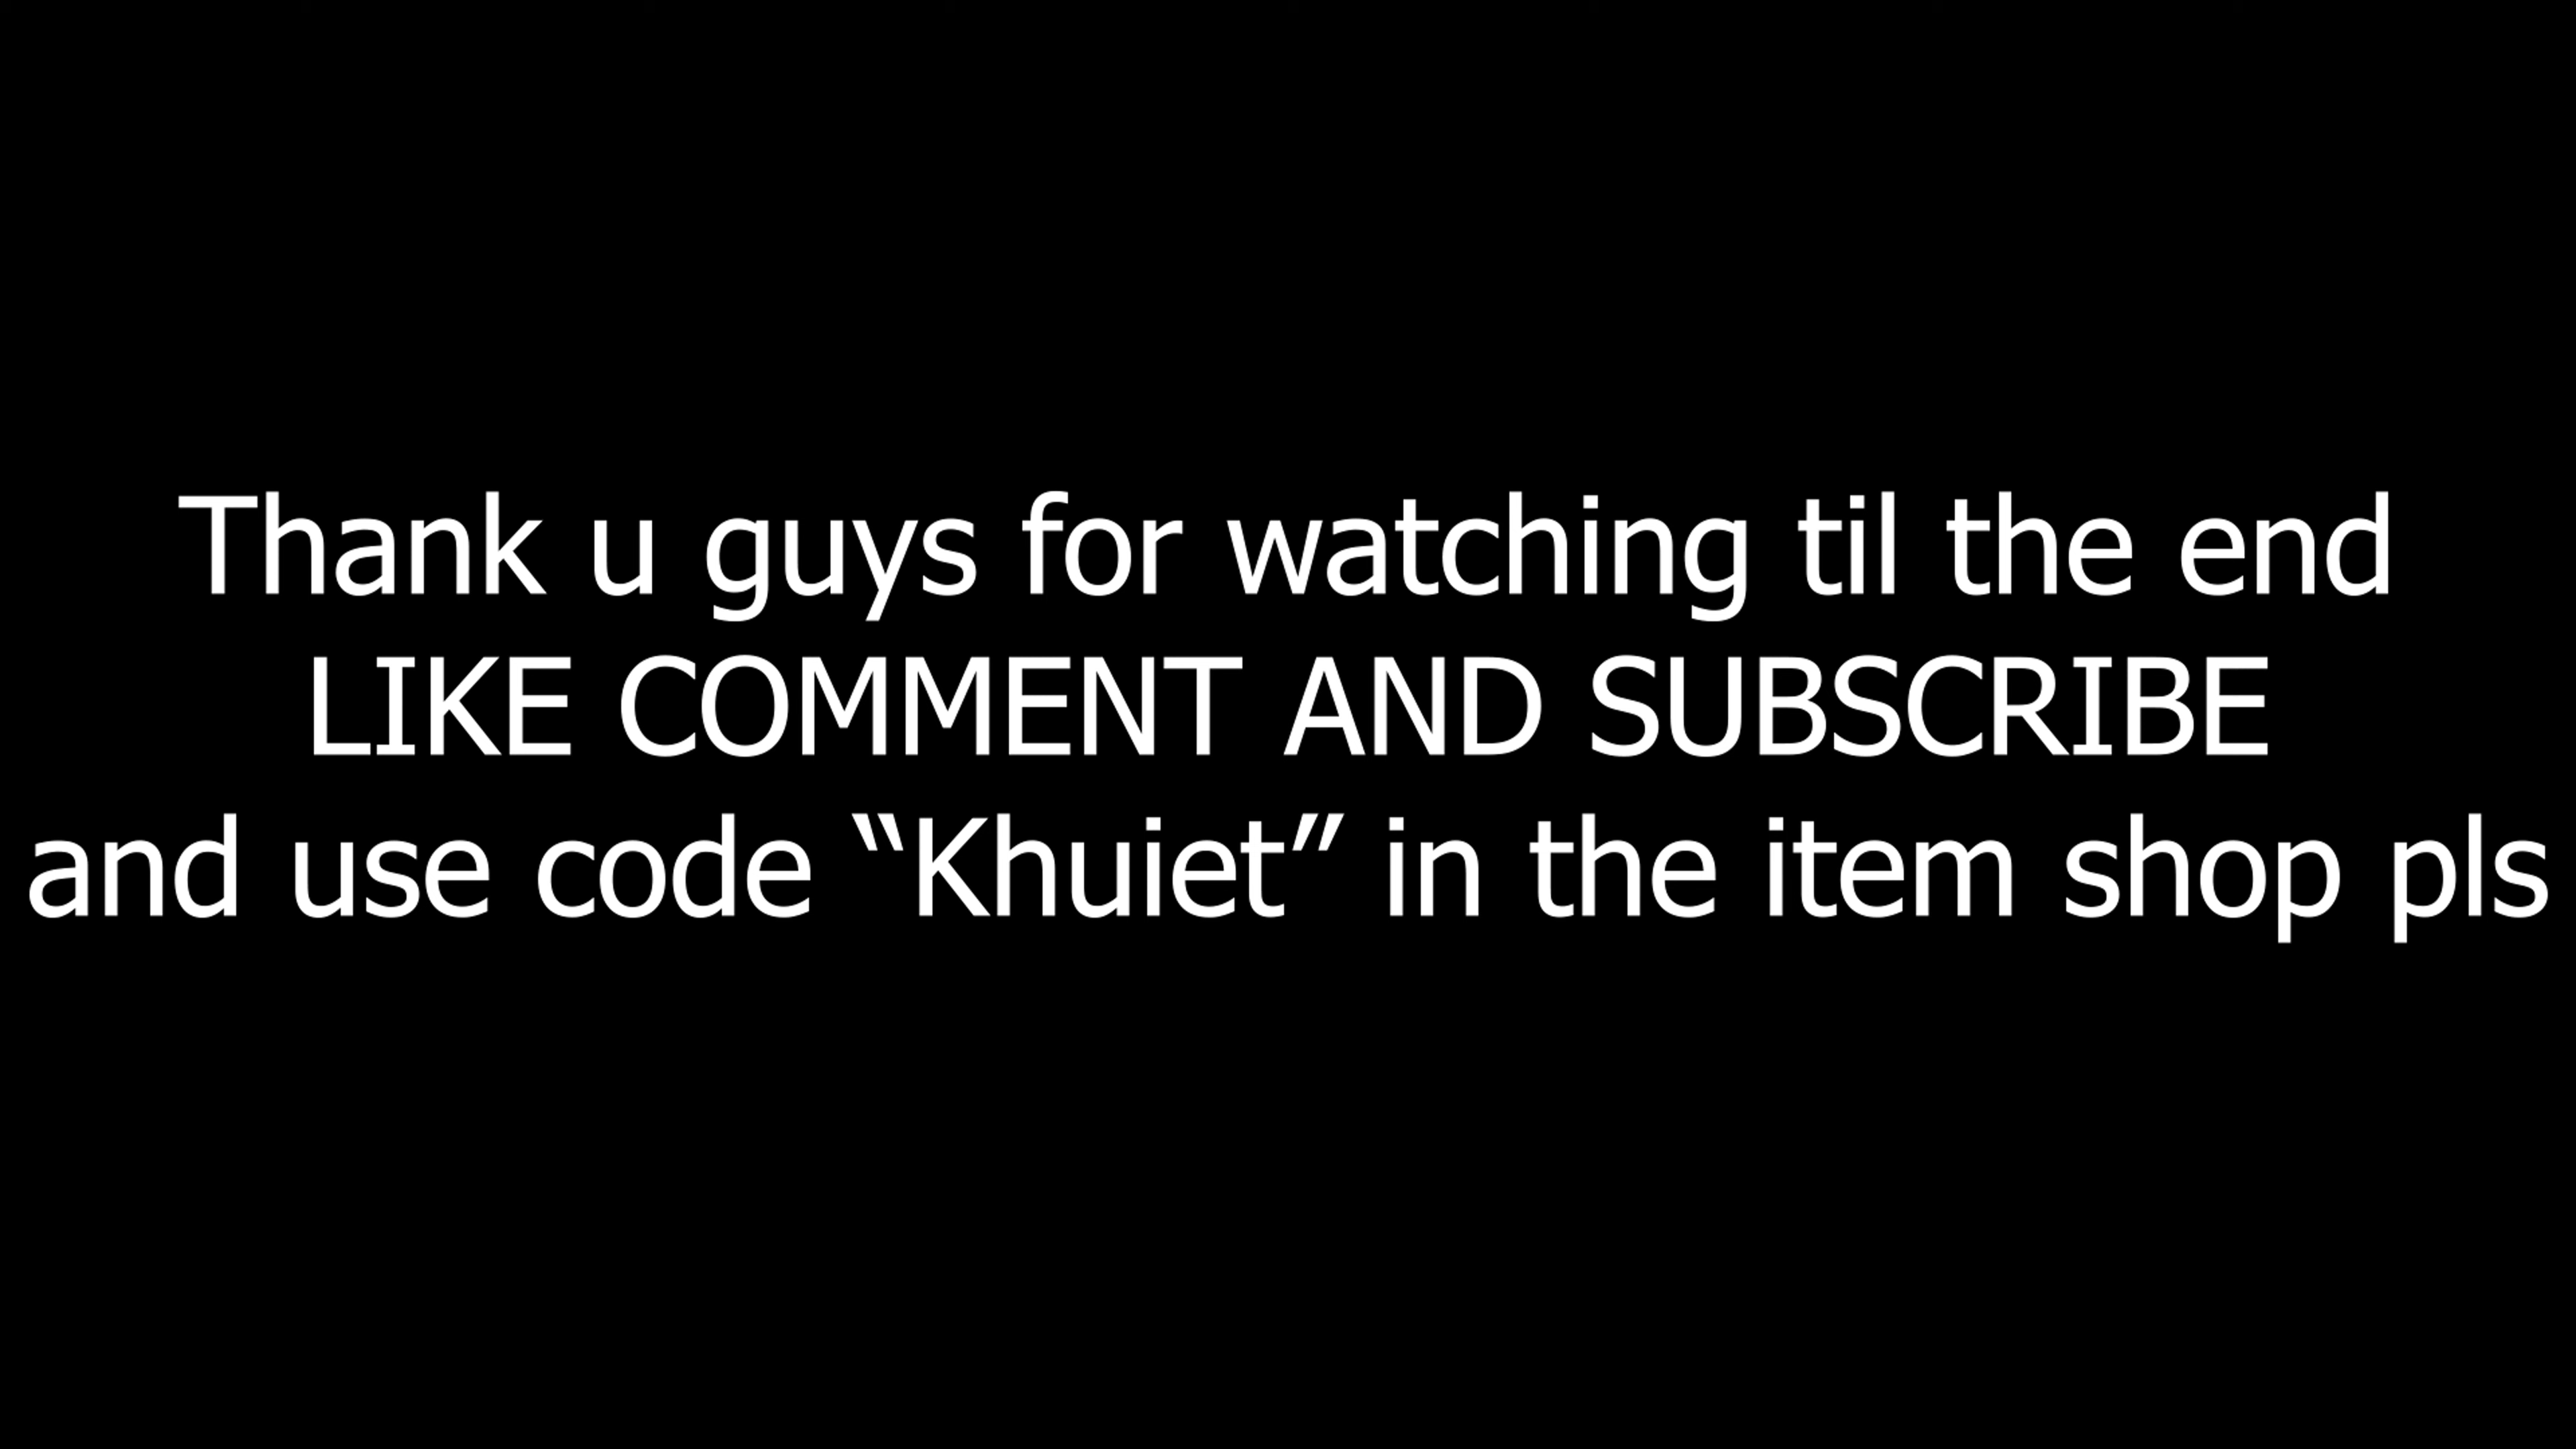 Thank u guys for watching til the end
LIKE COMMENT AND SUBSCRIBE
and use code “Khuiet” in the item shop pls